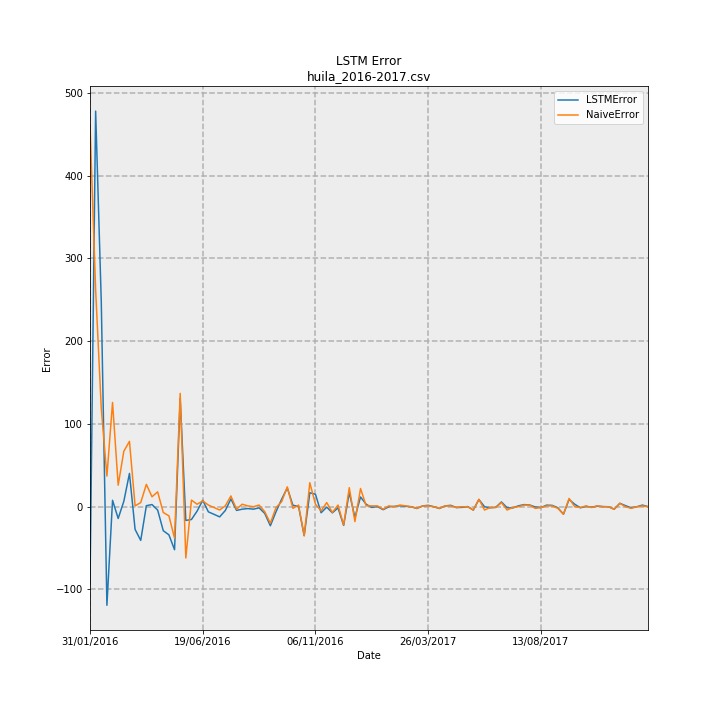 LSTM Error
huila_2016-2017.csv
500
400
300
200
100
0
−100
Error
31/01/2016
19/06/2016
06/11/2016
26/03/2017
13/08/2017
Date
LSTMError
NaiveError